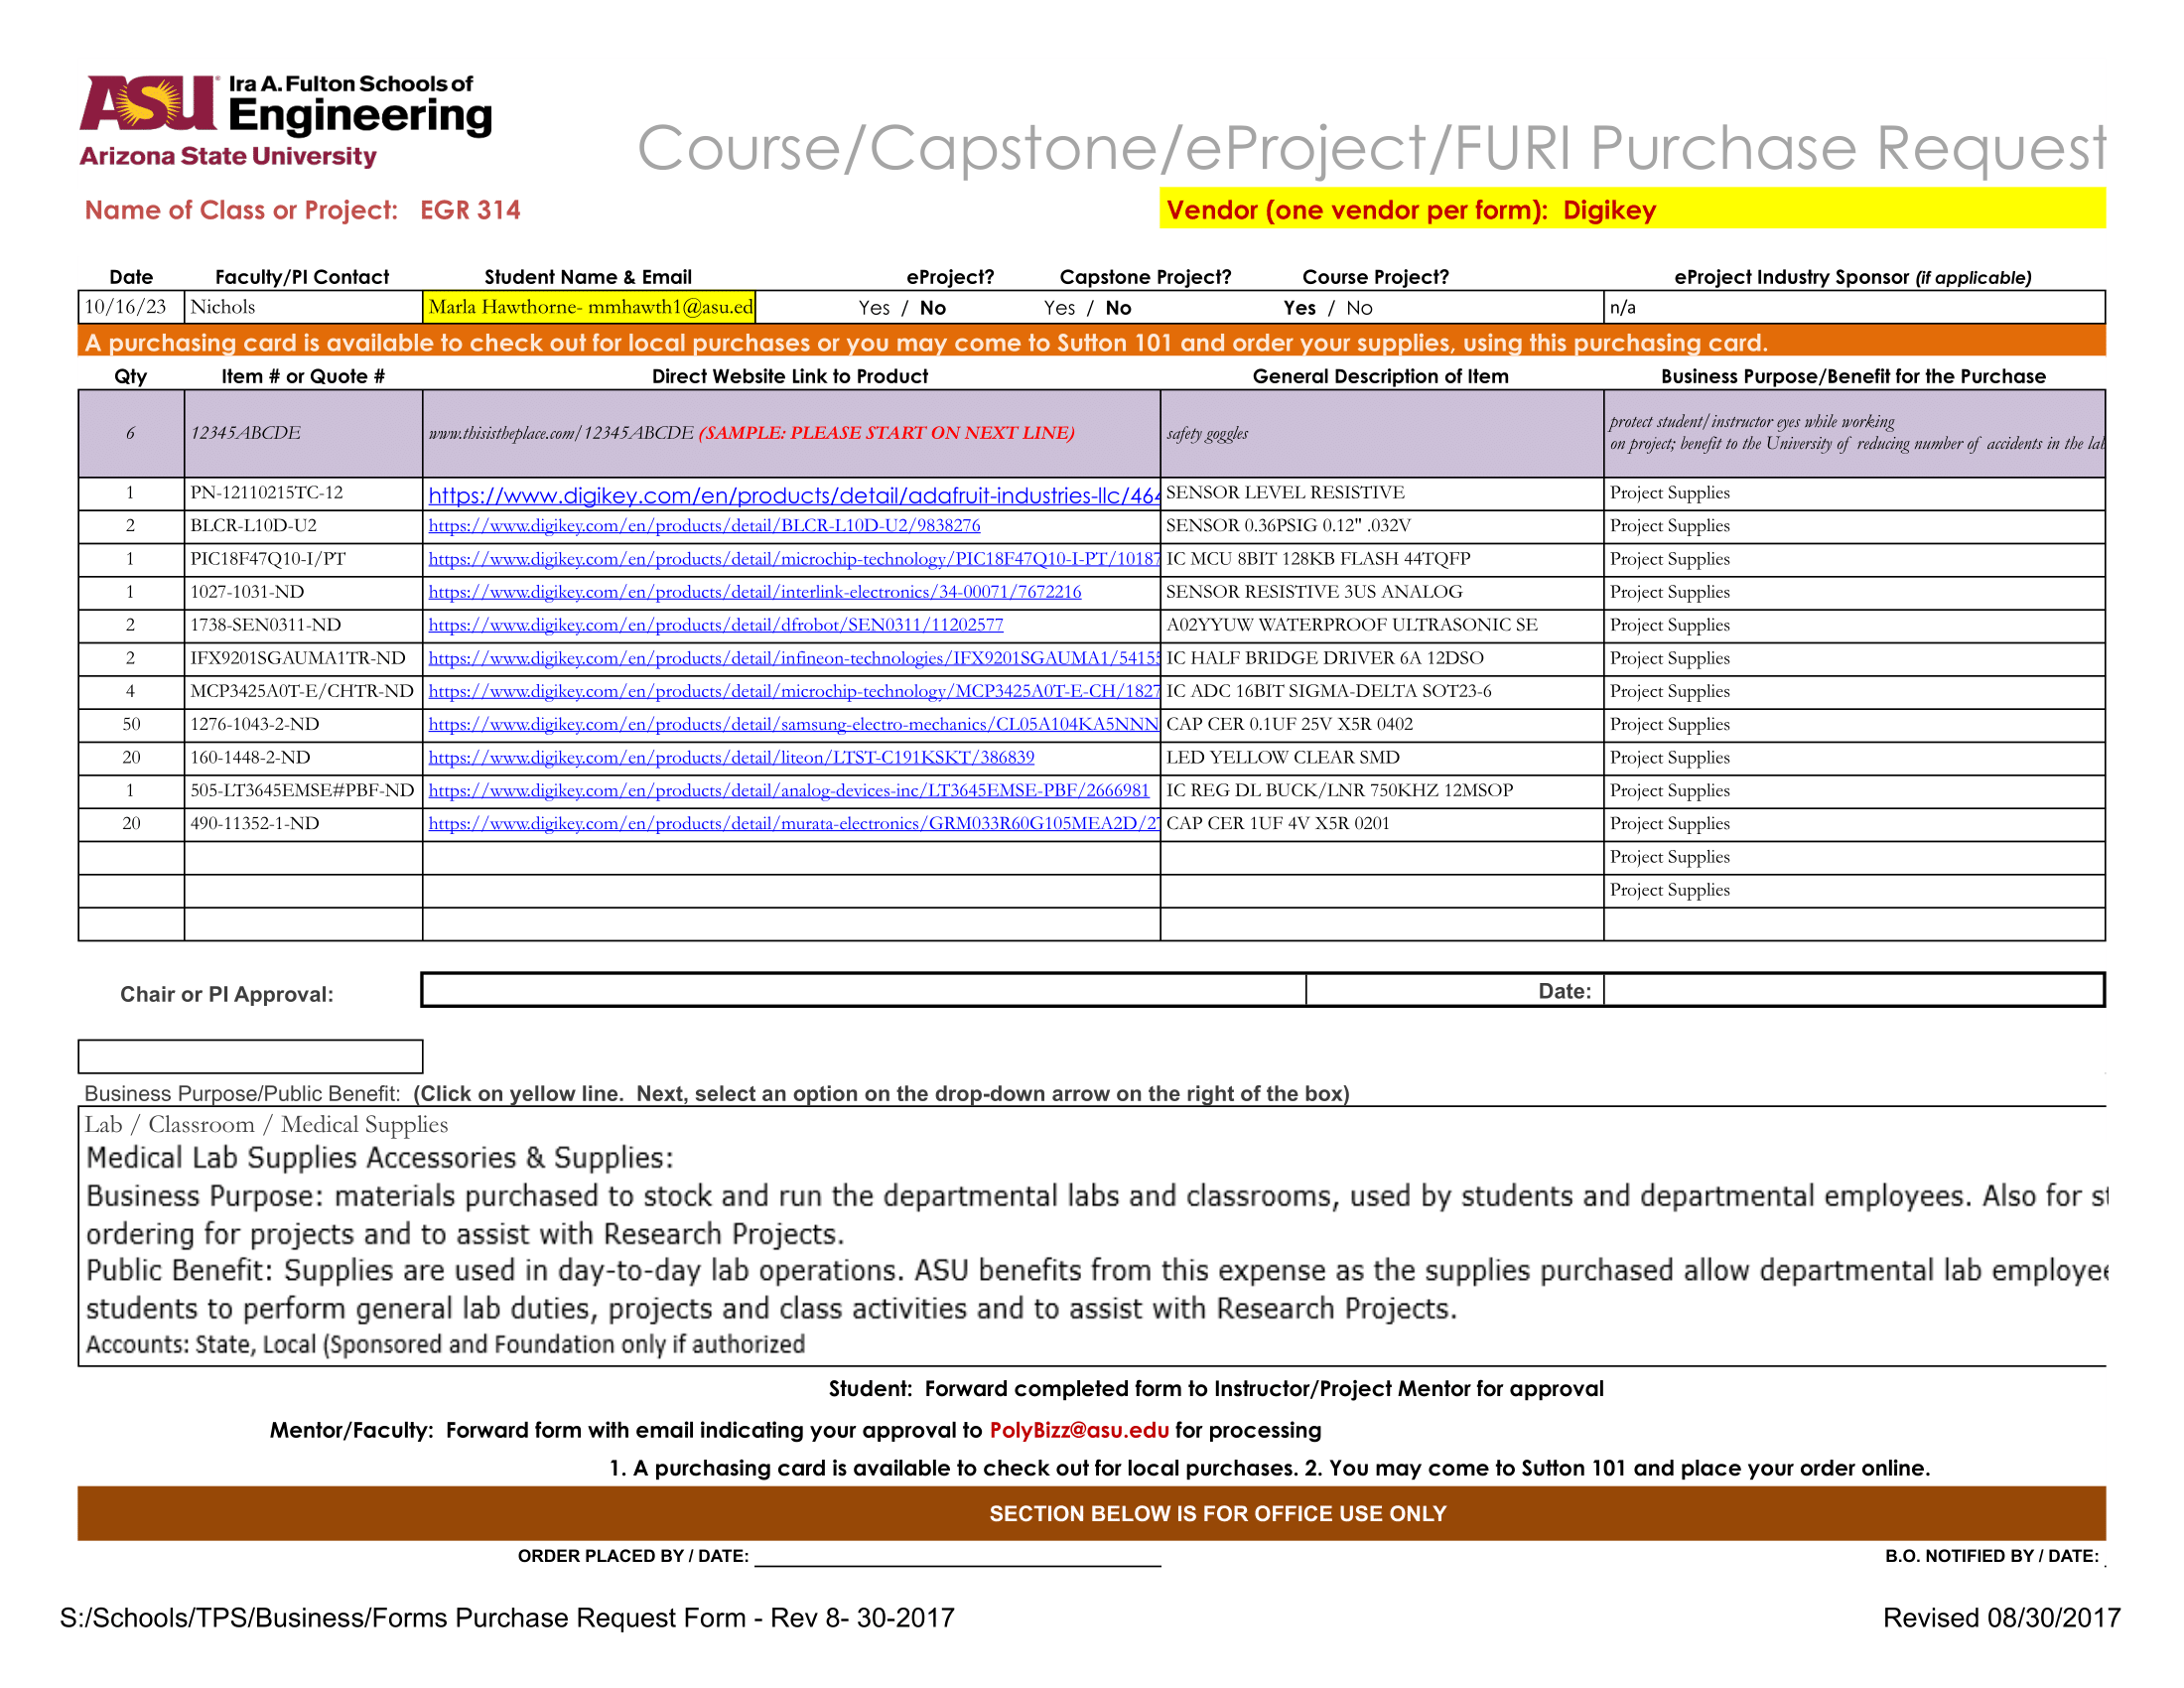 ASU Ira A. Fulton Schools of
Engineering
Arizona State University
Course/Capstone/eProject/FURI Purchase Request
Name of Class or Project: EGR 314
Vendor (one vendor per form): Digikey
Date Faculty/PI Contact Student Name & Email eProject? Capstone Project? Course Project? eProject Industry Sponsor (if applicable)
10/16/23 Nichols Marla Hawthorne- mmhawth1@asu.ed Yes / No Yes / No Yes / No n/a
A purchasing card is available to check out for local purchases or you may come to Sutton 101 and order your supplies, using this purchasing card.
Qty Item # or Quote # Direct Website Link to Product General Description of Item Business Purpose/Benefit for the Purchase
6 12345ABCDE www.thisistheplace.com/12345ABCDE (SAMPLE: PLEASE START ON NEXT LINE) safety goggles protect student/instructor eyes while working
on project; benefit to the University of reducing number of accidents in the lab
1 PN-12110215TC-12 https://www.digikey.com/en/products/detail/adafruit-industries-llc/464 SENSOR LEVEL RESISTIVE Project Supplies
2 BLCR-L10D-U2 https://www.digikey.com/en/products/detail/BLCR-L10D-U2/9838276 SENSOR 0.36PSIG 0.12" .032V Project Supplies
1 PIC18F47Q10-I/PT https://www.digikey.com/en/products/detail/microchip-technology/PIC18F47Q10-I-PT/10187 IC MCU 8BIT 128KB FLASH 44TQFP Project Supplies
1 1027-1031-ND https://www.digikey.com/en/products/detail/interlink-electronics/34-00071/7672216 SENSOR RESISTIVE 3US ANALOG Project Supplies
2 1738-SEN0311-ND https://www.digikey.com/en/products/detail/dfrobot/SEN0311/11202577 A02YYUW WATERPROOF ULTRASONIC SE Project Supplies
2 IFX9201SGAUMA1TR-ND https://www.digikey.com/en/products/detail/infineon-technologies/IFX9201SGAUMA1/54155 IC HALF BRIDGE DRIVER 6A 12DSO Project Supplies
4 MCP3425A0T-E/CHTR-ND https://www.digikey.com/en/products/detail/microchip-technology/MCP3425A0T-E-CH/1827 IC ADC 16BIT SIGMA-DELTA SOT23-6 Project Supplies
50 1276-1043-2-ND https://www.digikey.com/en/products/detail/samsung-electro-mechanics/CL05A104KA5NNN CAP CER 0.1UF 25V X5R 0402 Project Supplies
20 160-1448-2-ND https://www.digikey.com/en/products/detail/liteon/LTST-C191KSKT/386839 LED YELLOW CLEAR SMD Project Supplies
1 505-LT3645EMSE#PBF-ND https://www.digikey.com/en/products/detail/analog-devices-inc/LT3645EMSE-PBF/2666981 IC REG DL BUCK/LNR 750KHZ 12MSOP Project Supplies
20 490-11352-1-ND https://www.digikey.com/en/products/detail/murata-electronics/GRM033R60G105MEA2D/27 CAP CER 1UF 4V X5R 0201 Project Supplies
Project Supplies
Project Supplies
Chair or PI Approval: Date:
Business Purpose/Public Benefit: (Click on yellow line. Next, select an option on the drop-down arrow on the right of the box)
Lab / Classroom / Medical Supplies
Medical Lab Supplies Accessories & Supplies:
Business Purpose: materials purchased to stock and run the departmental labs and classrooms, used by students and departmental employees. Also for st
ordering for projects and to assist with Research Projects.
Public Benefit: Supplies are used in day-to-day lab operations. ASU benefits from this expense as the supplies purchased allow departmental lab employee
students to perform general lab duties, projects and class activities and to assist with Research Projects.
Accounts: State, Local (Sponsored and Foundation only if authorized
Student: Forward completed form to Instructor/Project Mentor for approval
Mentor/Faculty: Forward form with email indicating your approval to PolyBizz@asu.edu for processing
1. A purchasing card is available to check out for local purchases. 2. You may come to Sutton 101 and place your order online.
SECTION BELOW IS FOR OFFICE USE ONLY
ORDER PLACED BY / DATE: B.O. NOTIFIED BY / DATE:
S:/Schools/TPS/Business/Forms Purchase Request Form - Rev 8- 30-2017 Revised 08/30/2017